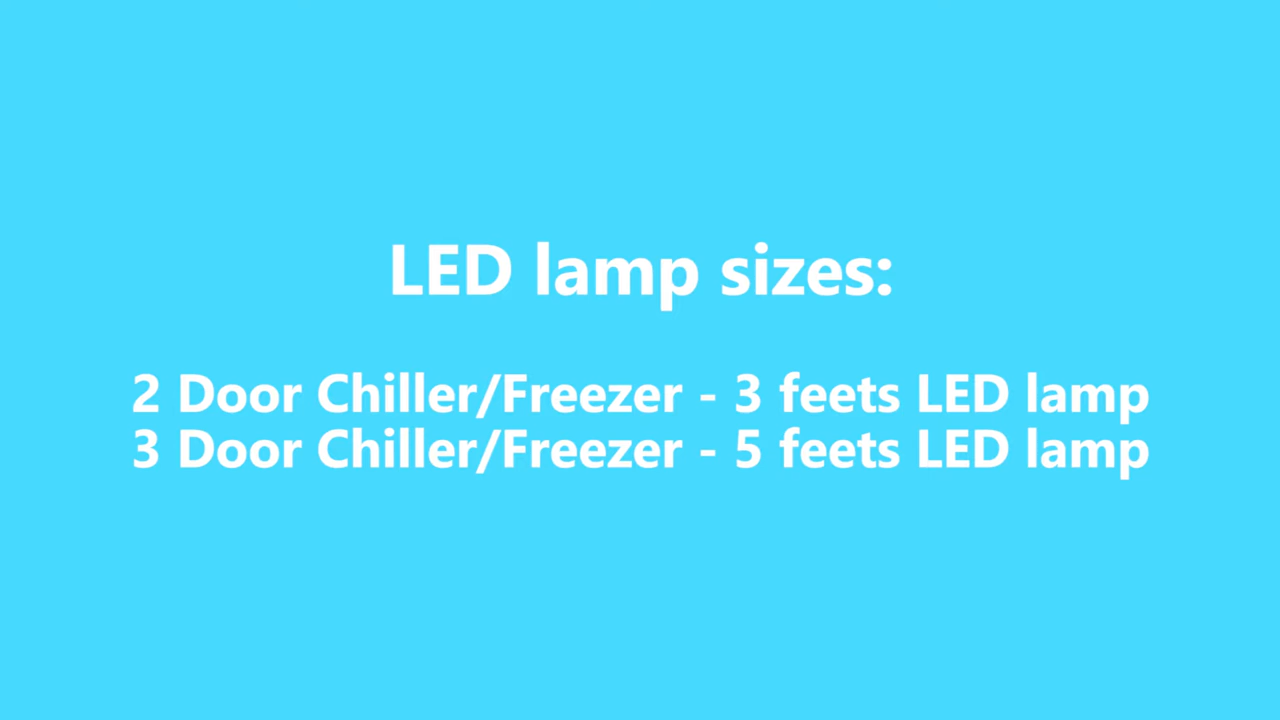 LED lamp sizes:
2 Door Chiller/Freezer - 3 feets LED lamp
3 Door Chiller/Freezer - 5 feets LED lamp